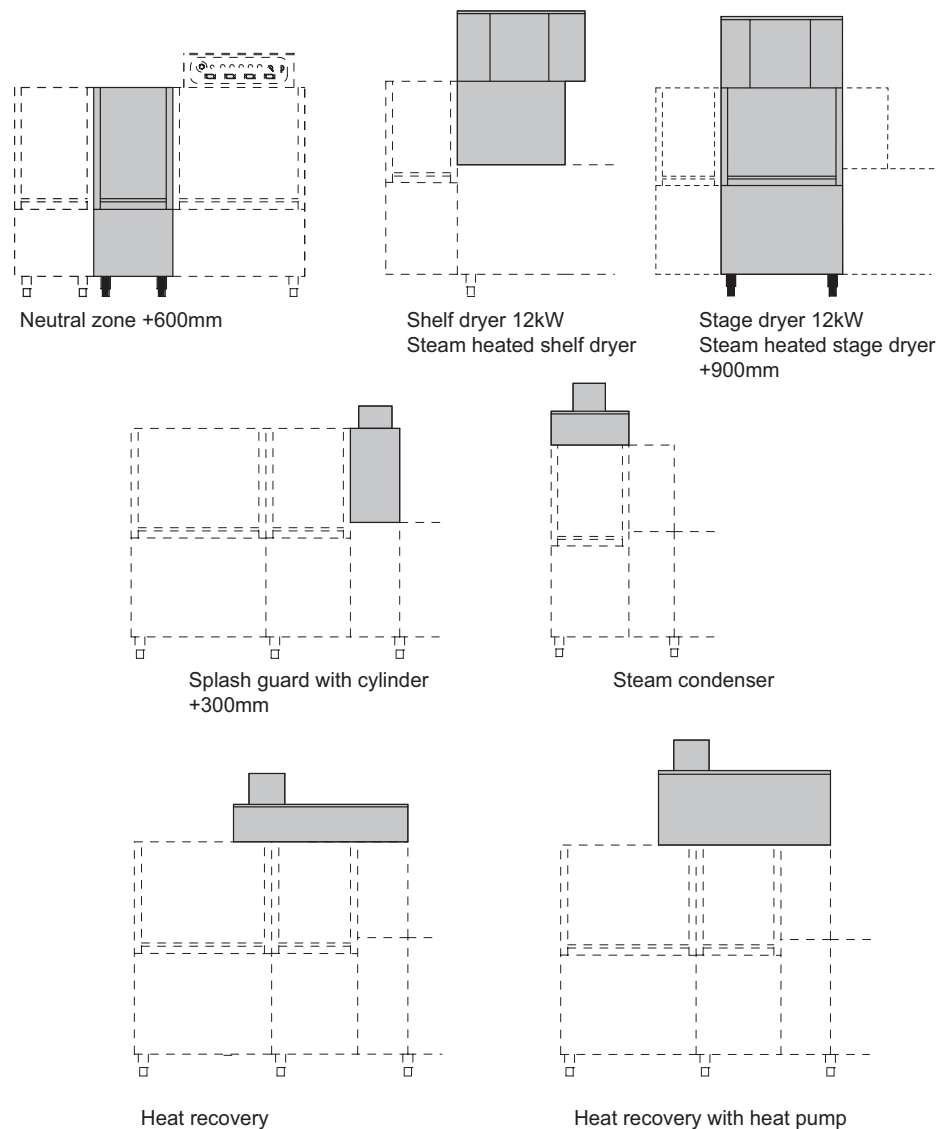 Neutral zone +600mm
Shelf dryer 12kW
Steam heated shelf dryer
Stage dryer 12kW
Steam heated stage dryer
+900mm
Splash guard with cylinder
+300mm
Steam condenser
Heat recovery
Heat recovery with heat pump